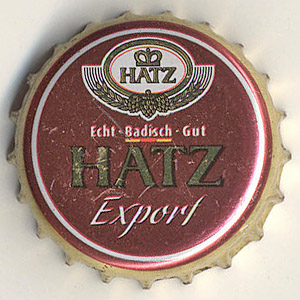 HATZ
Echt · Badisch · Gut
HATZ
Export